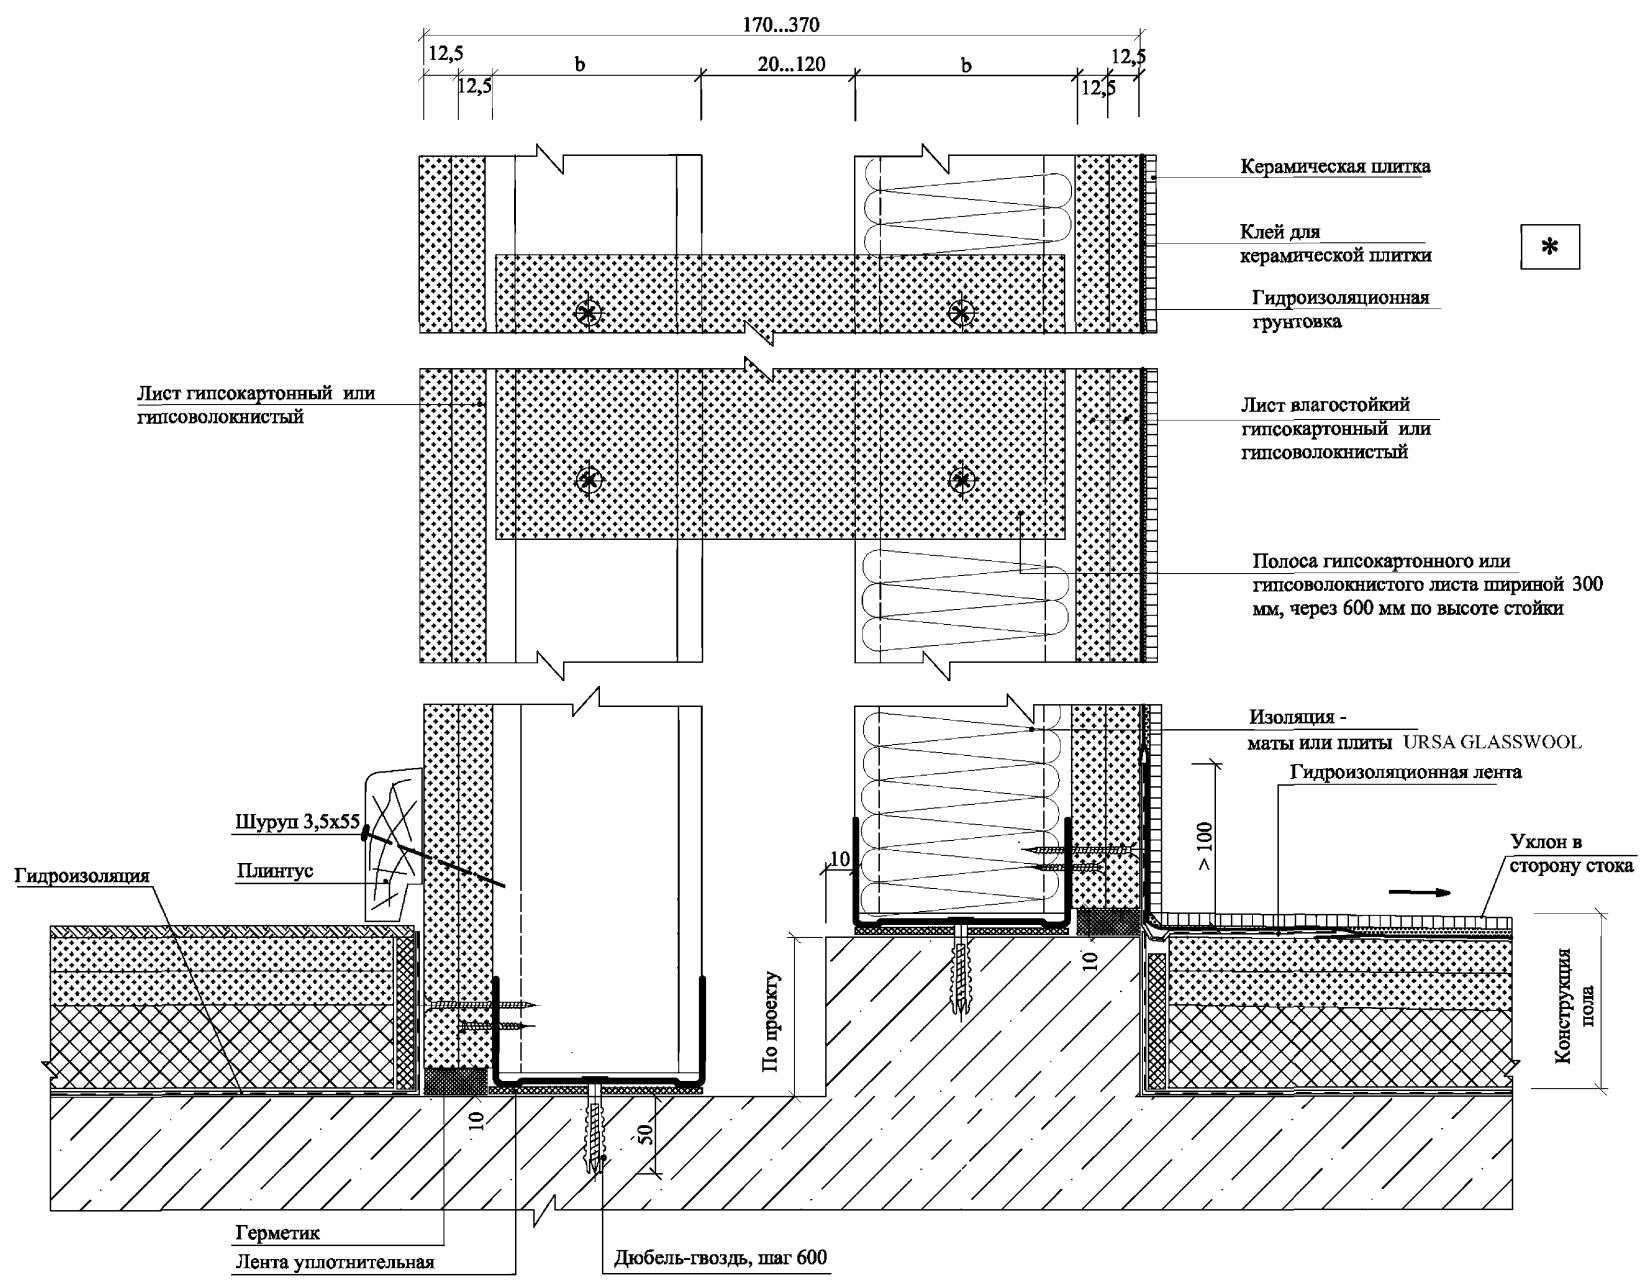 170...370
12,5
b
20...120
b
12,5
12,5
12,5
Керамическая плитка
Клей для
керамической плитки
*
Гидроизоляционная
грунтовка
Лист гипсокартонный или
гипсоволокнистый
Лист влагостойкий
гипсокартонный или
гипсоволокнистый
Полоса гипсокартонного или
гипсоволокнистого листа шириной 300
мм, через 600 мм по высоте стойки
Изоляция -
маты или плиты URSA GLASSWOOL
Гидроизоляционная лента
Шуруп 3,5х55
> 100
Уклон в
сторону стока
10
Плинтус
Гидроизоляция
10
По проекту
Конструкция
пола
10
50
Герметик
Лента уплотнительная
Дюбель-гвоздь, шаг 600